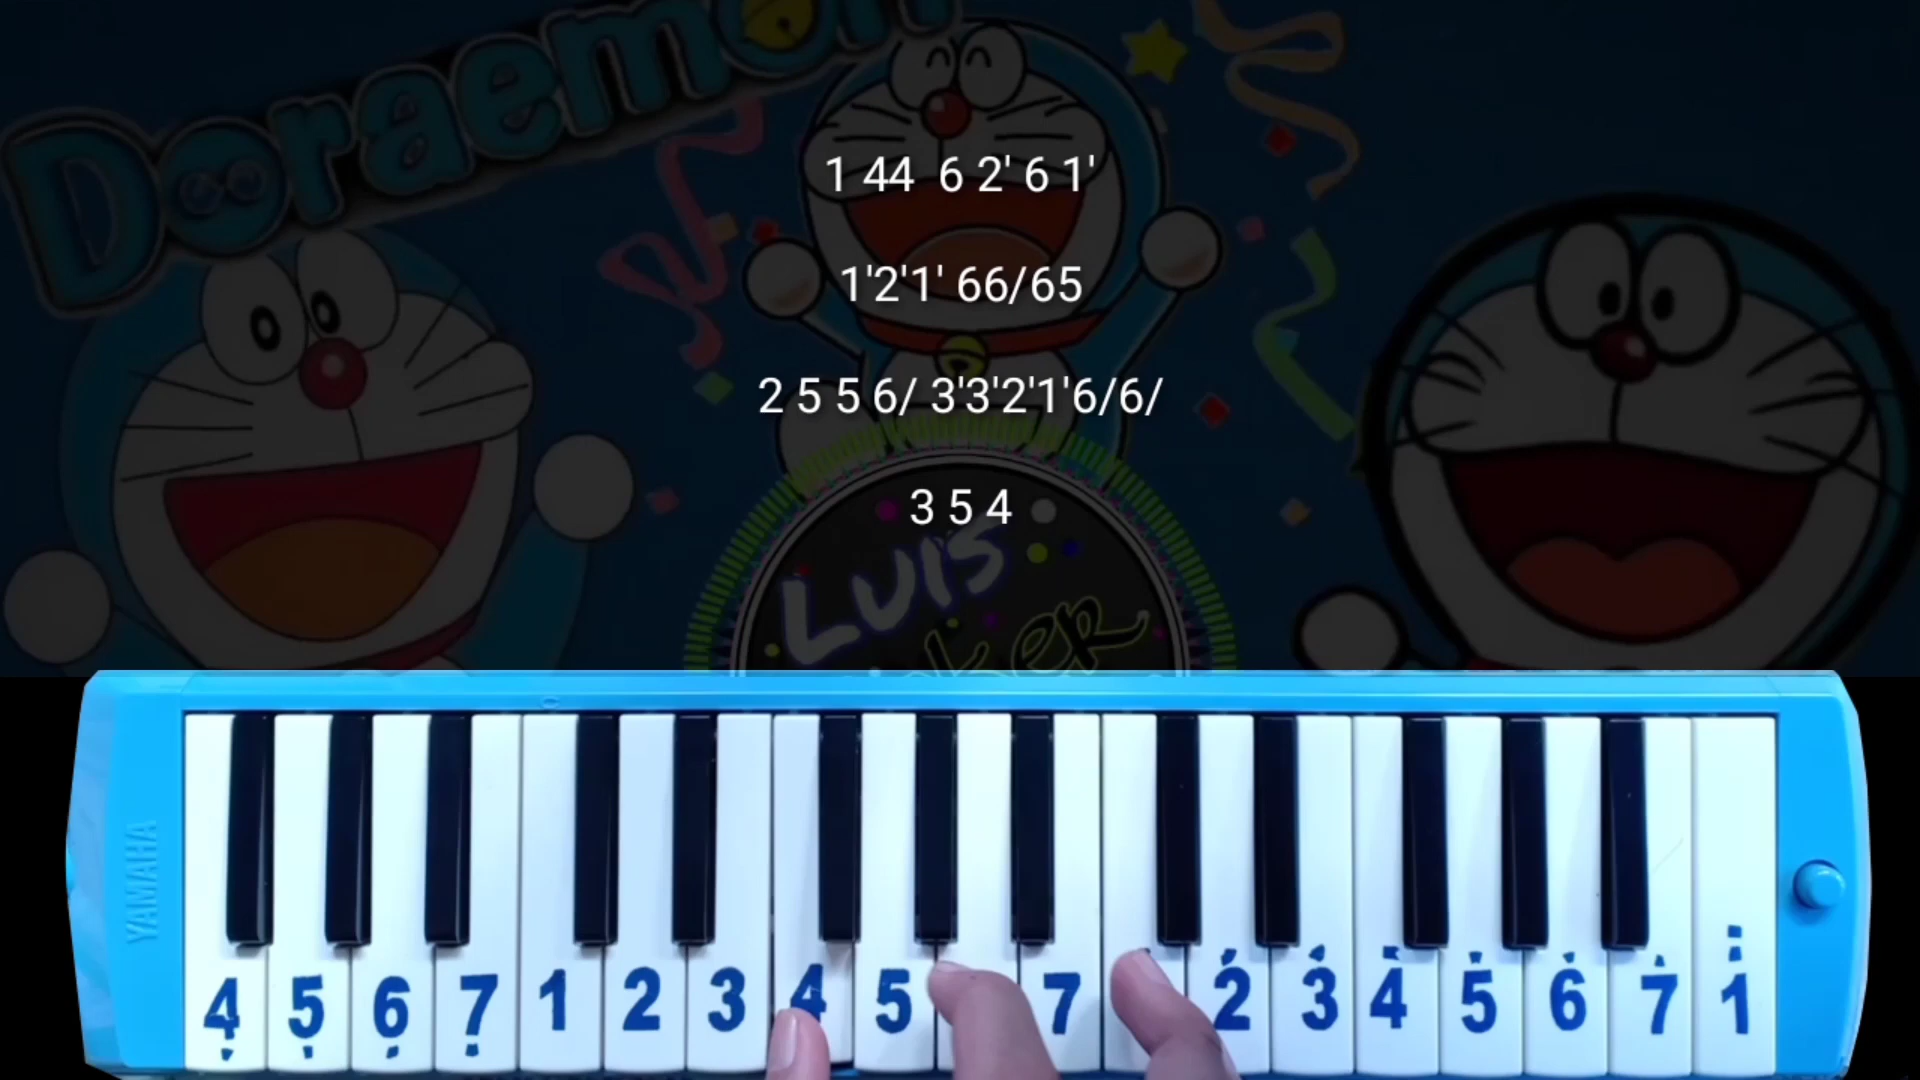 Doraemon
1 44  6 2' 6 1'
1'2'1' 66/65
2 5 5 6/ 3'3'2'1'6/6/
3 5 4
LUIS
YAMAHA
4 5 6 7 1 2 3 4 5 7 2 3 4 5 6 7 1